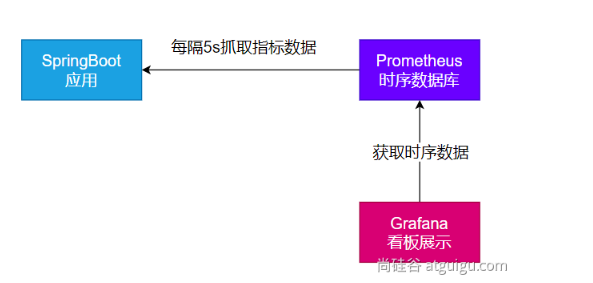 SpringBoot
应用
每隔5s抓取指标数据
Prometheus
时序数据库
获取时序数据
Grafana
看板展示
尚硅谷 atguigu.com